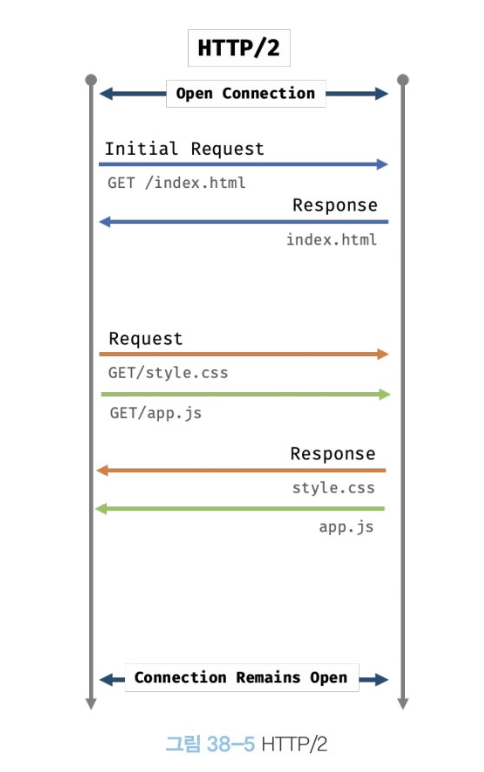 HTTP/2
Open Connection
Initial Request
GET /index.html
Response
index.html
Request
GET/style.css
GET/app.js
Response
style.css
app.js
Connection Remains Open
그림 38-5 HTTP/2